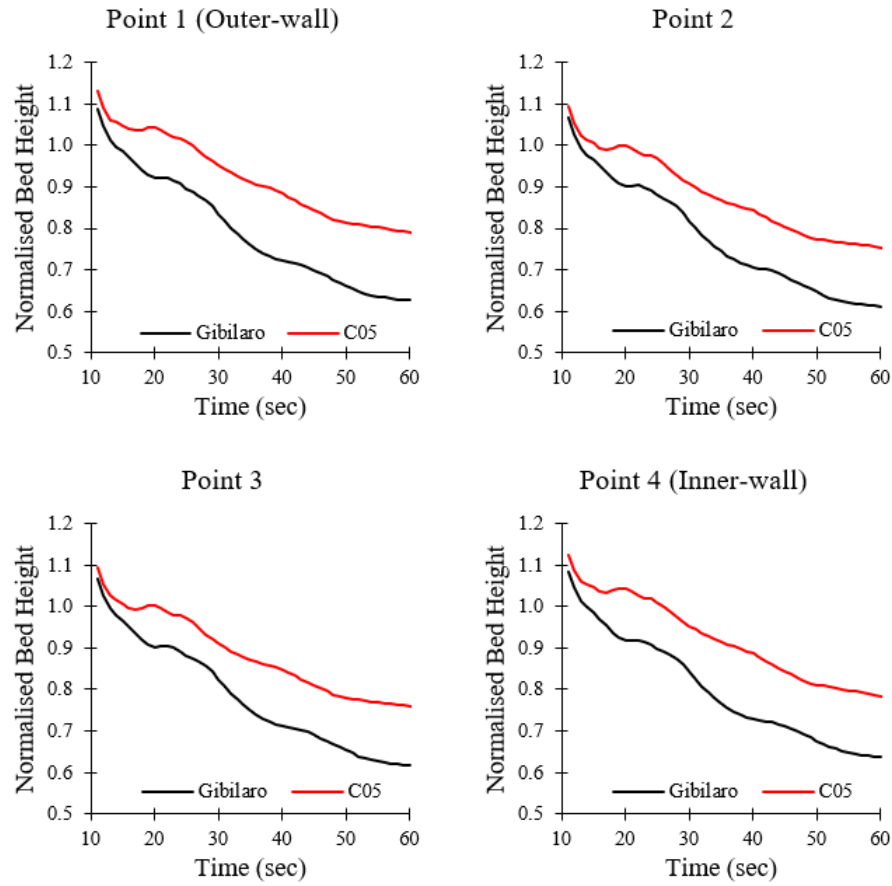 Point 1 (Outer-wall)
Normalised Bed Height
1.2
1.1
1.0
0.9
0.8
0.7
0.6
0.5
Gibilaro C05
10 20 30 40 50 60
Time (sec)
Point 2
Normalised Bed Height
1.2
1.1
1.0
0.9
0.8
0.7
0.6
0.5
Gibilaro C05
10 20 30 40 50 60
Time (sec)
Point 3
Normalised Bed Height
1.2
1.1
1.0
0.9
0.8
0.7
0.6
0.5
Gibilaro C05
10 20 30 40 50 60
Time (sec)
Point 4 (Inner-wall)
Normalised Bed Height
1.2
1.1
1.0
0.9
0.8
0.7
0.6
0.5
Gibilaro C05
10 20 30 40 50 60
Time (sec)